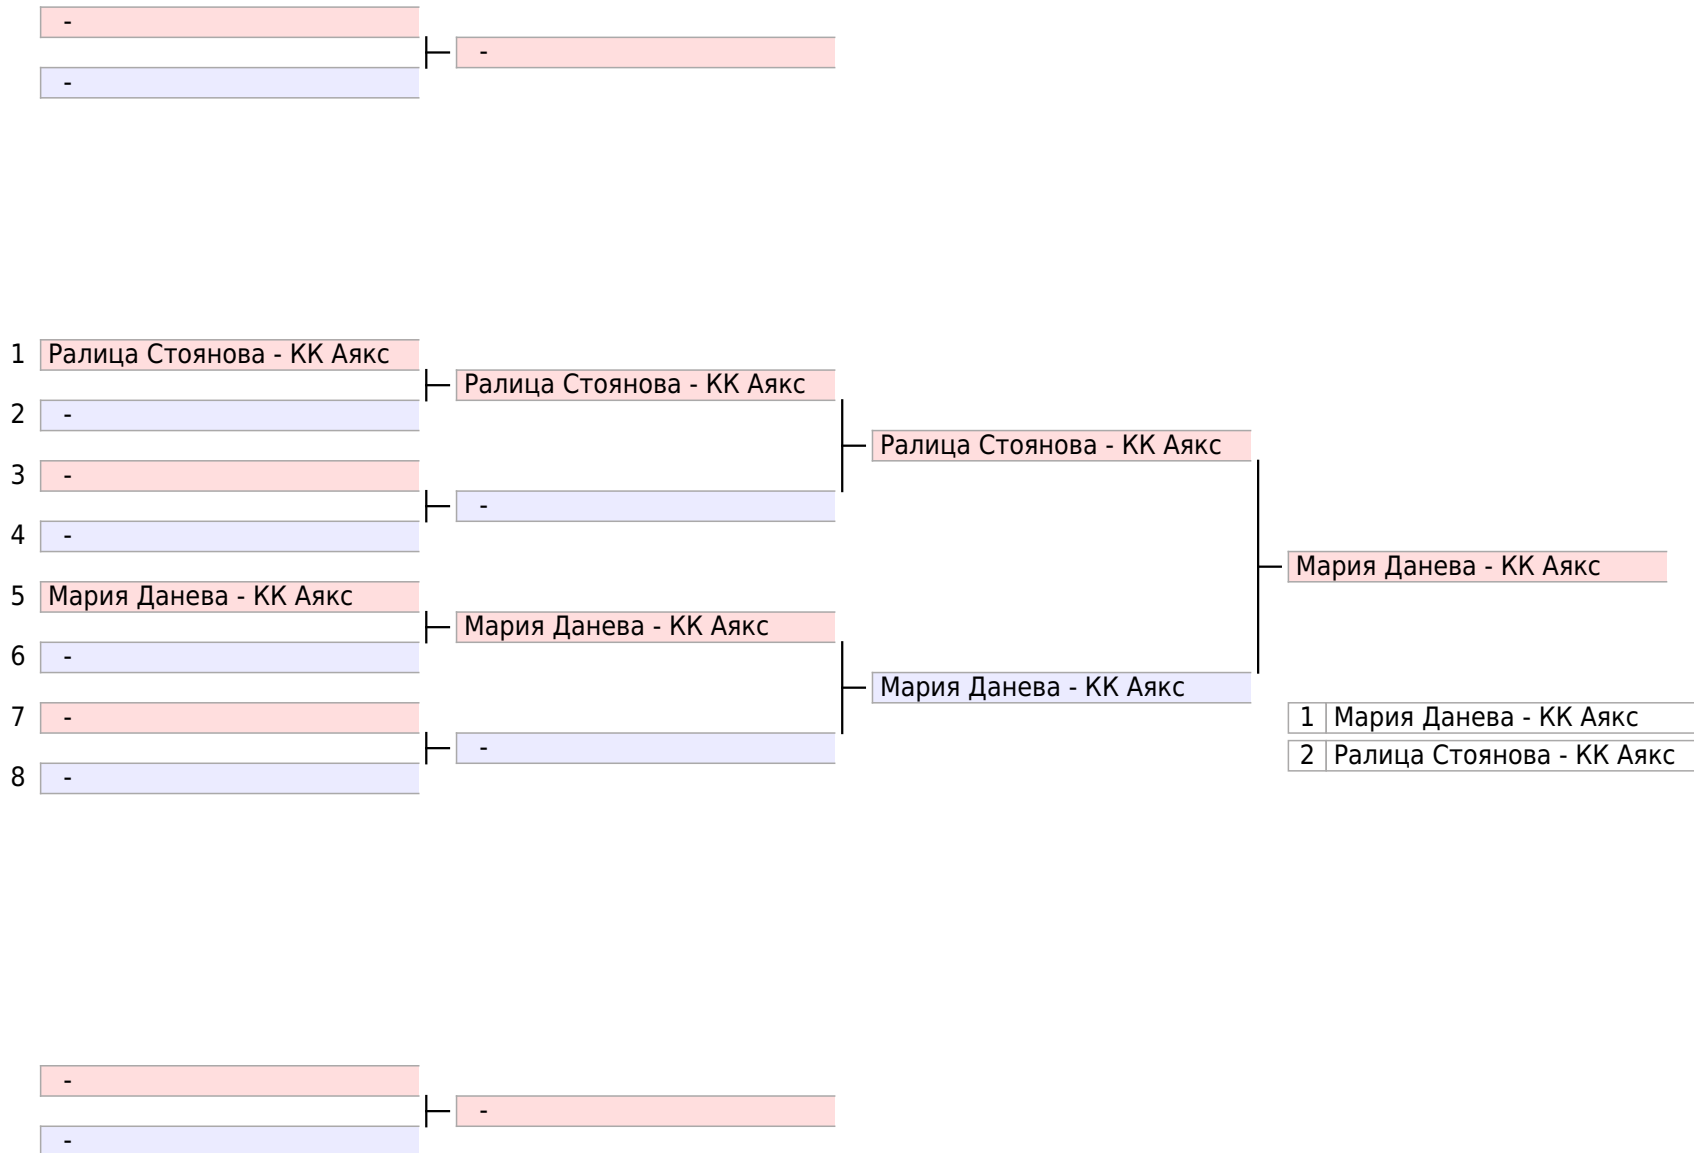 -
-
-
1 Ралица Стоянова - КК Аякс
Ралица Стоянова - КК Аякс
2 -
Ралица Стоянова - КК Аякс
3 -
-
4 -
Мария Данева - КК Аякс
5 Мария Данева - КК Аякс
Мария Данева - КК Аякс
6 -
Мария Данева - КК Аякс
7 -
1 Мария Данева - КК Аякс
-
2 Ралица Стоянова - КК Аякс
8 -
-
-
-